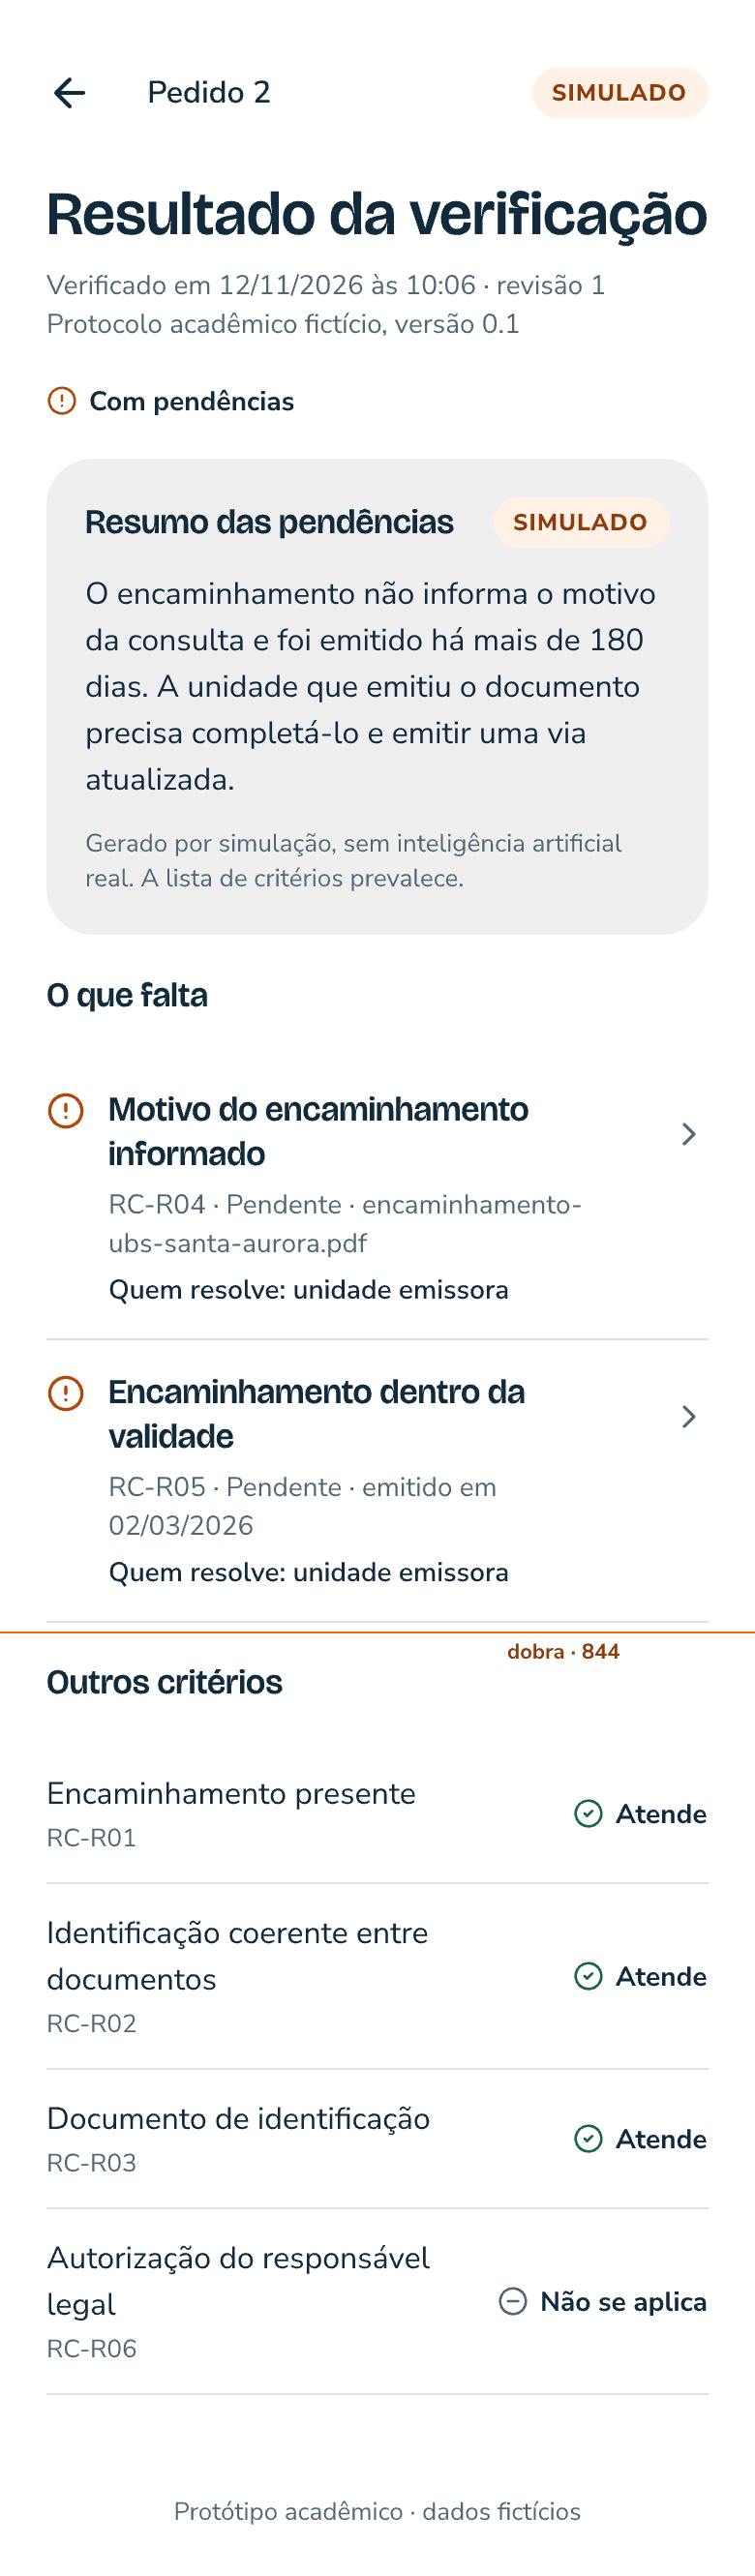 Pedido 2
SIMULADO
Resultado da verificação
Verificado em 12/11/2026 às 10:06 · revisão 1
Protocolo acadêmico fictício, versão 0.1
Com pendências
Resumo das pendências
SIMULADO
O encaminhamento não informa o motivo
da consulta e foi emitido há mais de 180
dias. A unidade que emitiu o documento
precisa completá-lo e emitir uma via
atualizada.
Gerado por simulação, sem inteligência artificial
real. A lista de critérios prevalece.
O que falta
Motivo do encaminhamento
informado
RC-R04 · Pendente · encaminhamento-
ubs-santa-aurora.pdf
Quem resolve: unidade emissora
Encaminhamento dentro da
validade
RC-R05 · Pendente · emitido em
02/03/2026
Quem resolve: unidade emissora
dobra · 844
Outros critérios
Encaminhamento presente
RC-R01
Atende
Identificação coerente entre
documentos
RC-R02
Atende
Documento de identificação
RC-R03
Atende
Autorização do responsável
legal
RC-R06
Não se aplica
Protótipo acadêmico · dados fictícios